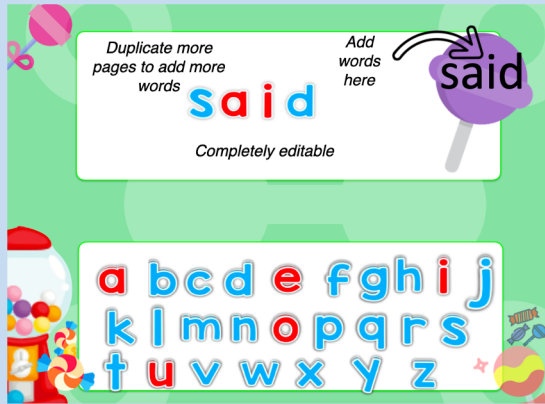 Duplicate more
pages to add more
words
Add
words
here
said
said
Completely editable
a b c d e f g h i j
k l m n o p q r s
t u v w x y z